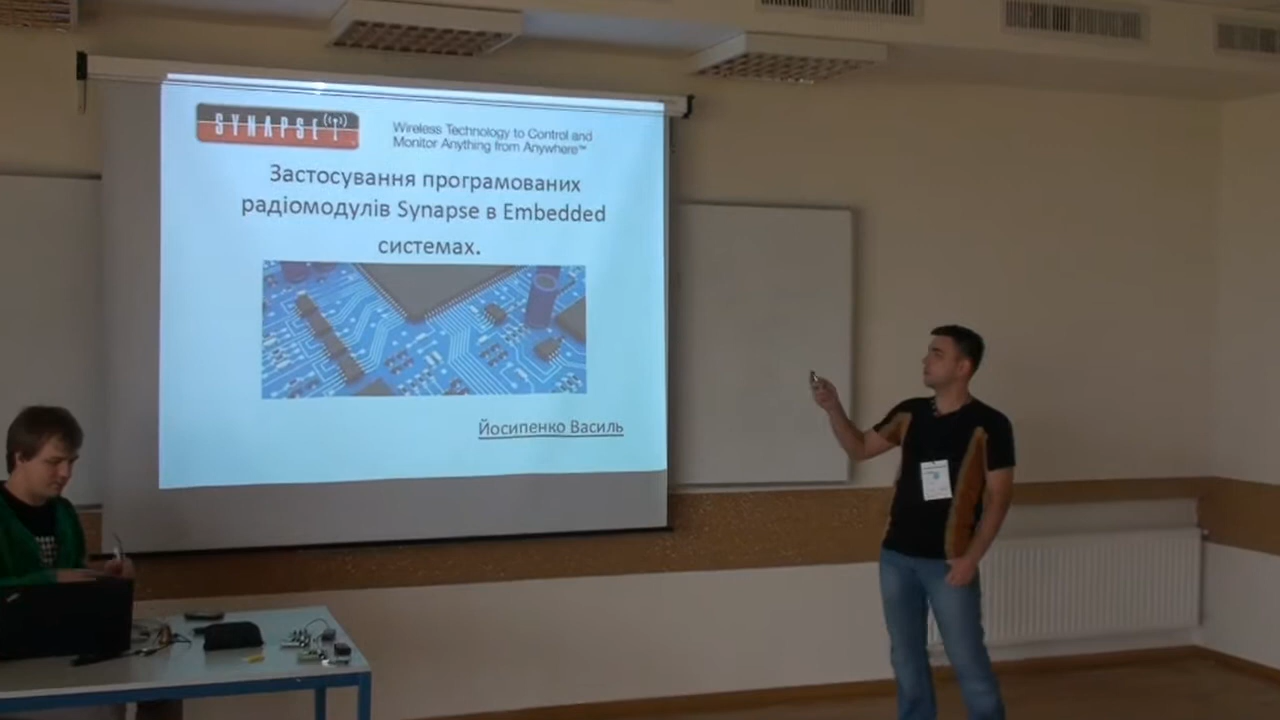 SYNAPSE
Wireless Technology to Control and
Monitor Anything from Anywhere™
Застосування програмованих
радіомодулів Synapse в Embedded
системах.
Йосипенко Василь